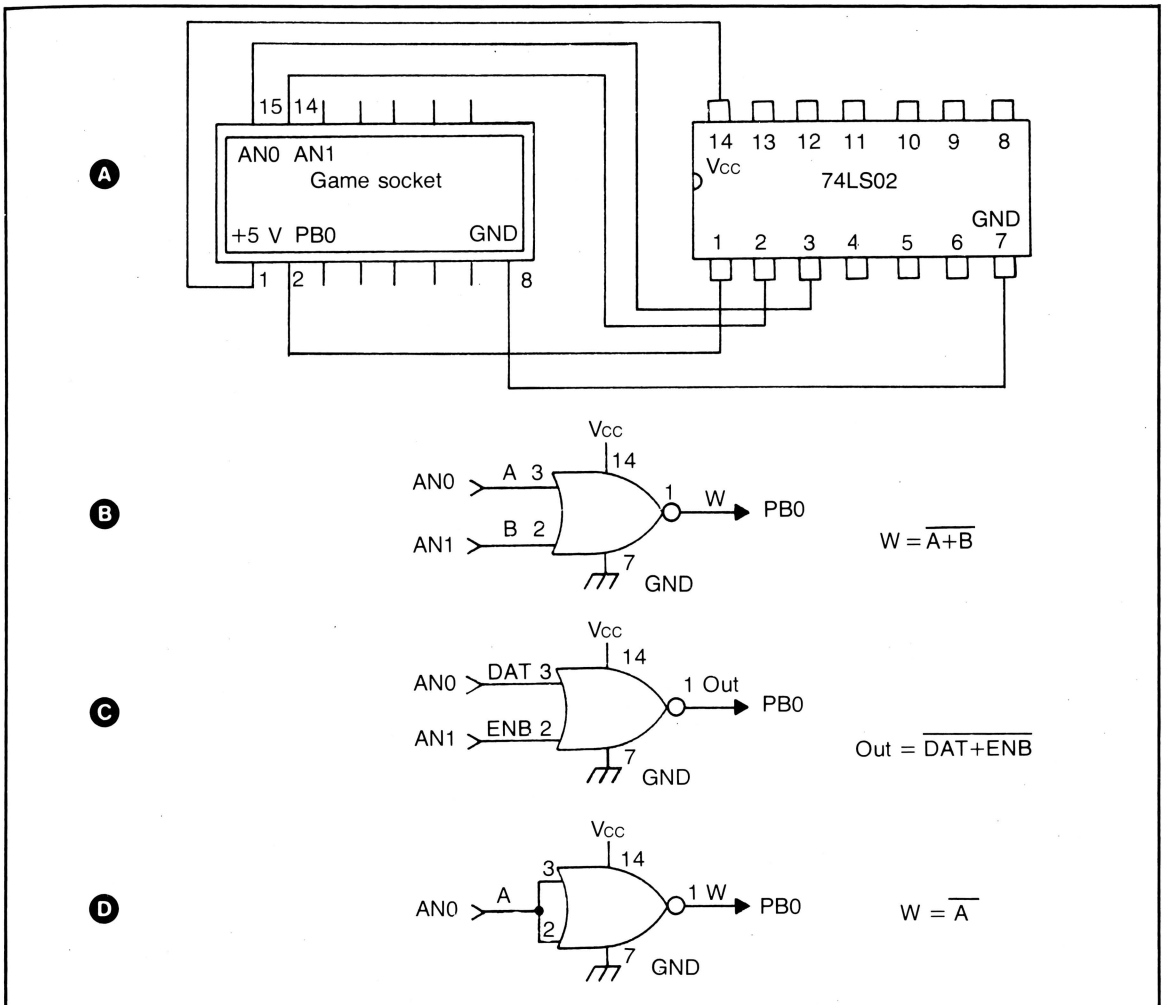 A
15 14
AN0 AN1
Game socket
+5 V PB0 GND
1 2 8
14 13 12 11 10 9 8
Vcc
74LS02
GND
1 2 3 4 5 6 7
B
Vcc
14
AN0 A 3
1 W PB0
AN1 B 2
7
GND
W = A+B
C
Vcc
14
AN0 DAT 3
1 Out PB0
AN1 ENB 2
7
GND
Out = DAT+ENB
D
Vcc
14
3
AN0 A
1 W PB0
2
7
GND
W = A